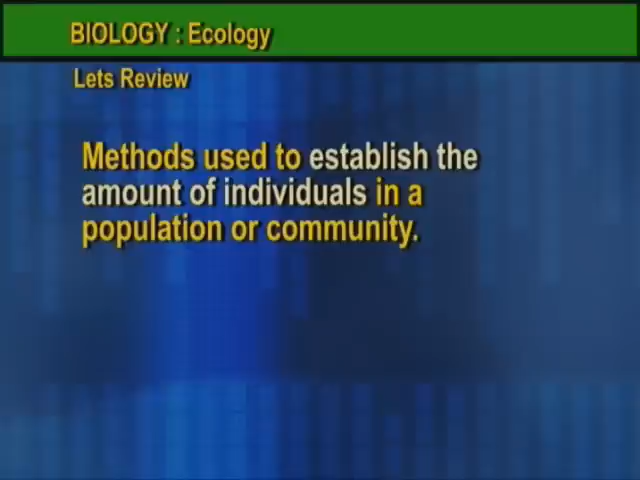 BIOLOGY : Ecology
Lets Review
Methods used to establish the
amount of individuals in a
population or community.